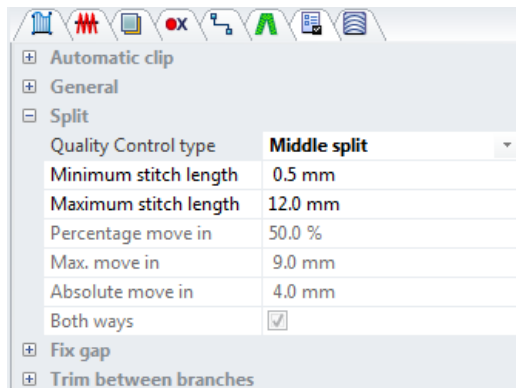 Automatic clip
General
Split
Quality Control type Middle split
Minimum stitch length 0.5 mm
Maximum stitch length 12.0 mm
Percentage move in 50.0 %
Max. move in 9.0 mm
Absolute move in 4.0 mm
Both ways
Fix gap
Trim between branches